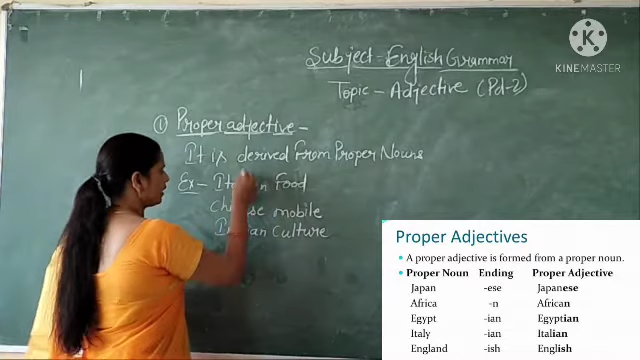 Subject - English Grammar
Topic - Adjective (Pd-2)
① Proper adjective -
It is derived From Proper Nouns
Ex - Food
mobile
Culture
KINEMASTER
Proper Adjectives
• A proper adjective is formed from a proper noun.
• Proper Noun Ending Proper Adjective
Japan -ese Japanese
Africa -n African
Egypt -ian Egyptian
Italy -ian Italian
England -ish English